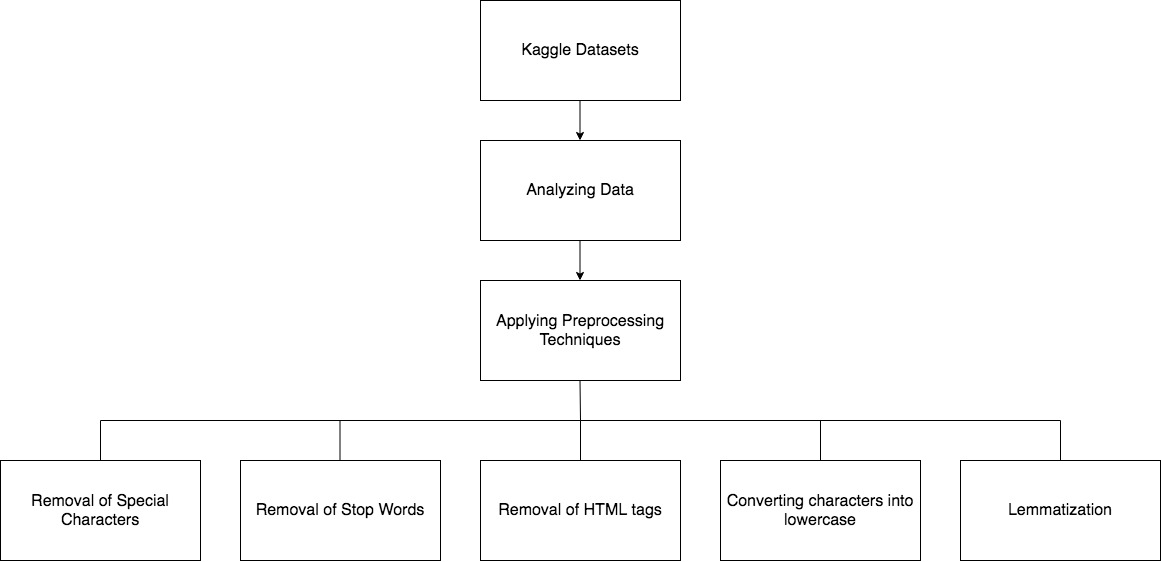 Kaggle Datasets
Analyzing Data
Applying Preprocessing
Techniques
Removal of Special
Characters
Removal of Stop Words
Removal of HTML tags
Converting characters into
lowercase
Lemmatization